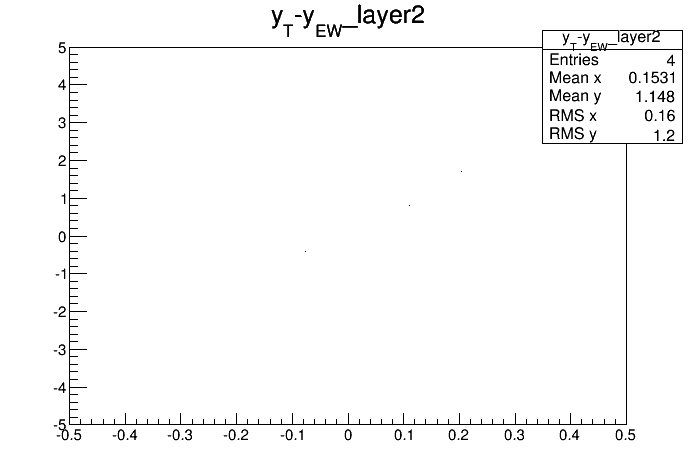 y_T-y_EW_layer2
y_T-y_EW_layer2
Entries 4
Mean x 0.1531
Mean y 1.148
RMS x 0.16
RMS y 1.2
5
4
3
2
1
0
-1
-2
-3
-4
-5
-0.5 -0.4 -0.3 -0.2 -0.1 0 0.1 0.2 0.3 0.4 0.5